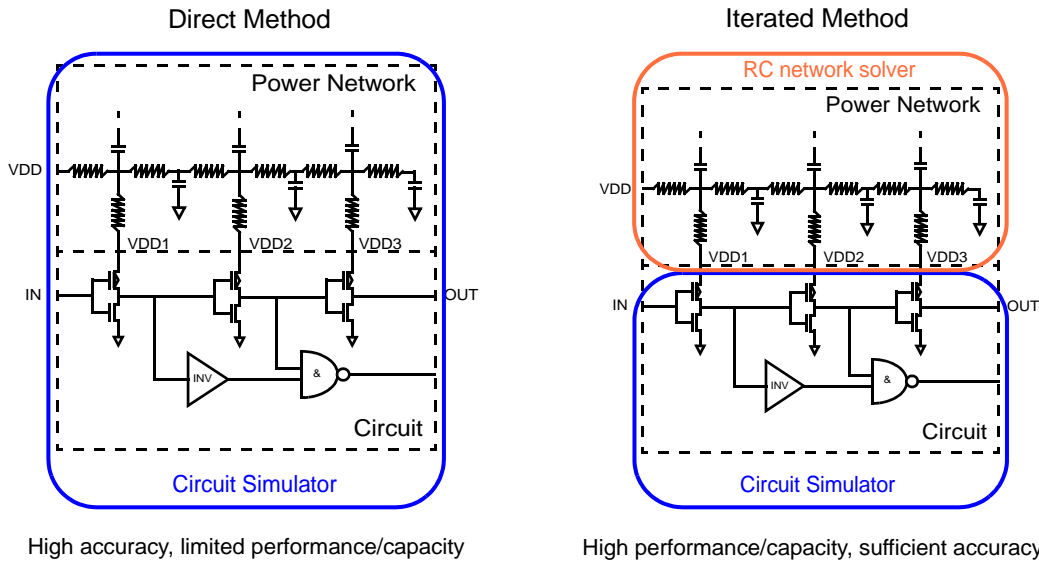 Direct Method
Power Network
VDD
VDD1
VDD2
VDD3
IN
OUT
INV
&
Circuit
Circuit Simulator
High accuracy, limited performance/capacity
Iterated Method
RC network solver
Power Network
VDD
VDD1
VDD2
VDD3
IN
OUT
INV
&
Circuit
Circuit Simulator
High performance/capacity, sufficient accuracy